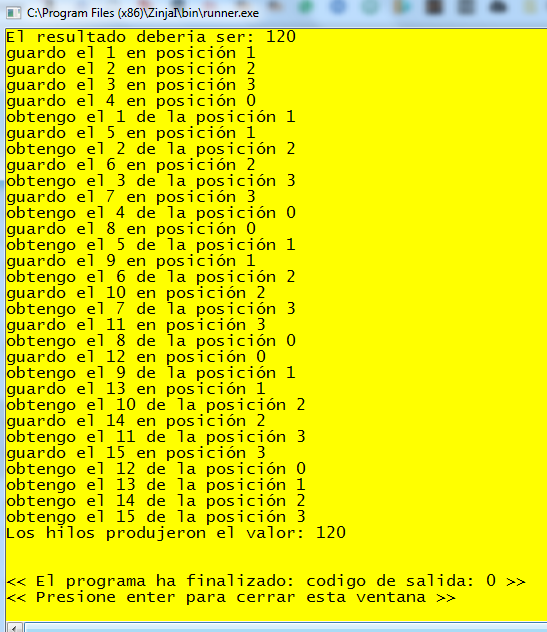 C:\Program Files (x86)\ZinjaI\bin\runner.exe
El resultado deberia ser: 120
guardo el 1 en posición 1
guardo el 2 en posición 2
guardo el 3 en posición 3
guardo el 4 en posición 0
obtengo el 1 de la posición 1
guardo el 5 en posición 1
obtengo el 2 de la posición 2
guardo el 6 en posición 2
obtengo el 3 de la posición 3
guardo el 7 en posición 3
obtengo el 4 de la posición 0
guardo el 8 en posición 0
obtengo el 5 de la posición 1
guardo el 9 en posición 1
obtengo el 6 de la posición 2
guardo el 10 en posición 2
obtengo el 7 de la posición 3
guardo el 11 en posición 3
obtengo el 8 de la posición 0
guardo el 12 en posición 0
obtengo el 9 de la posición 1
guardo el 13 en posición 1
obtengo el 10 de la posición 2
guardo el 14 en posición 2
obtengo el 11 de la posición 3
guardo el 15 en posición 3
obtengo el 12 de la posición 0
obtengo el 13 de la posición 1
obtengo el 14 de la posición 2
obtengo el 15 de la posición 3
Los hilos produjeron el valor: 120
<< El programa ha finalizado: codigo de salida: 0 >>
<< Presione enter para cerrar esta ventana >>